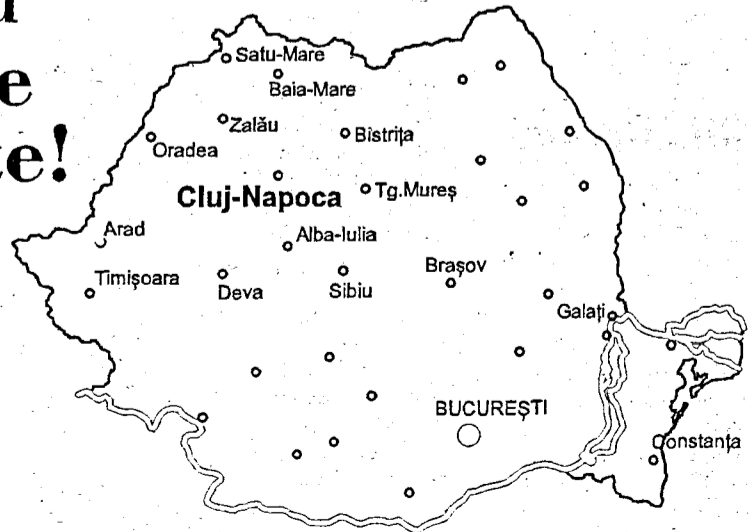 Satu-Mare
Baia-Mare
Zalău
Bistrița
Oradea
Cluj-Napoca
Tg.Mureș
Arad
Alba-Iulia
Timișoara
Deva
Sibiu
Brașov
Galați
BUCUREȘTI
Constanța